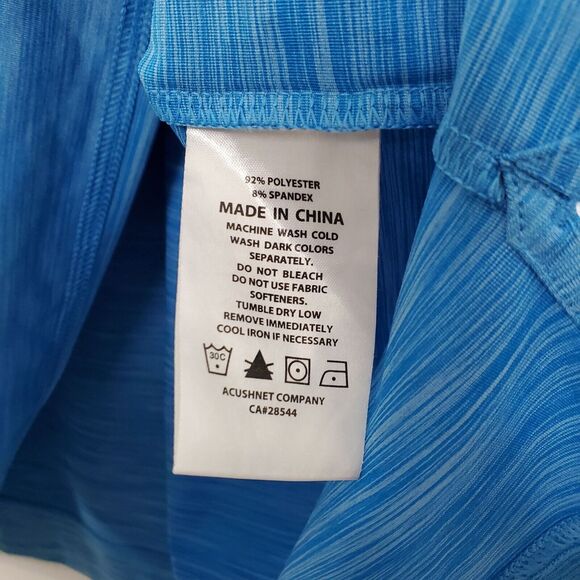 92% POLYESTER
8% SPANDEX
MADE IN CHINA
MACHINE WASH COLD
WASH DARK COLORS
SEPARATELY.
DO NOT BLEACH
DO NOT USE FABRIC
SOFTENERS.
TUMBLE DRY LOW
REMOVE IMMEDIATELY
COOL IRON IF NECESSARY
30C
ACUSHNET COMPANY
CA#28544